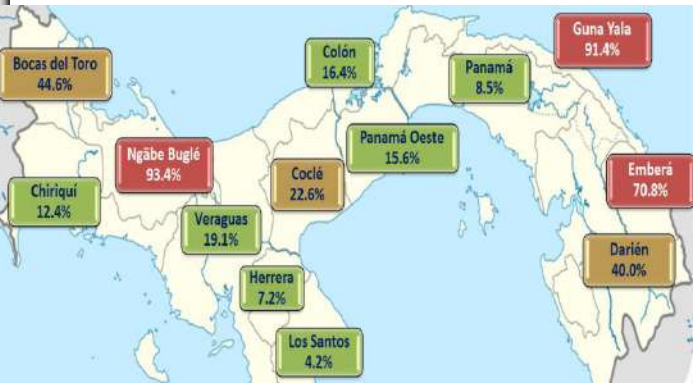 Guna Yala
91.4%
Colón
16.4%
Bocas del Toro
44.6%
Panamá
8.5%
Panamá Oeste
15.6%
Ngäbe Buglé
93.4%
Coclé
22.6%
Emberá
70.8%
Chiriquí
12.4%
Veraguas
19.1%
Darién
40.0%
Herrera
7.2%
Los Santos
4.2%